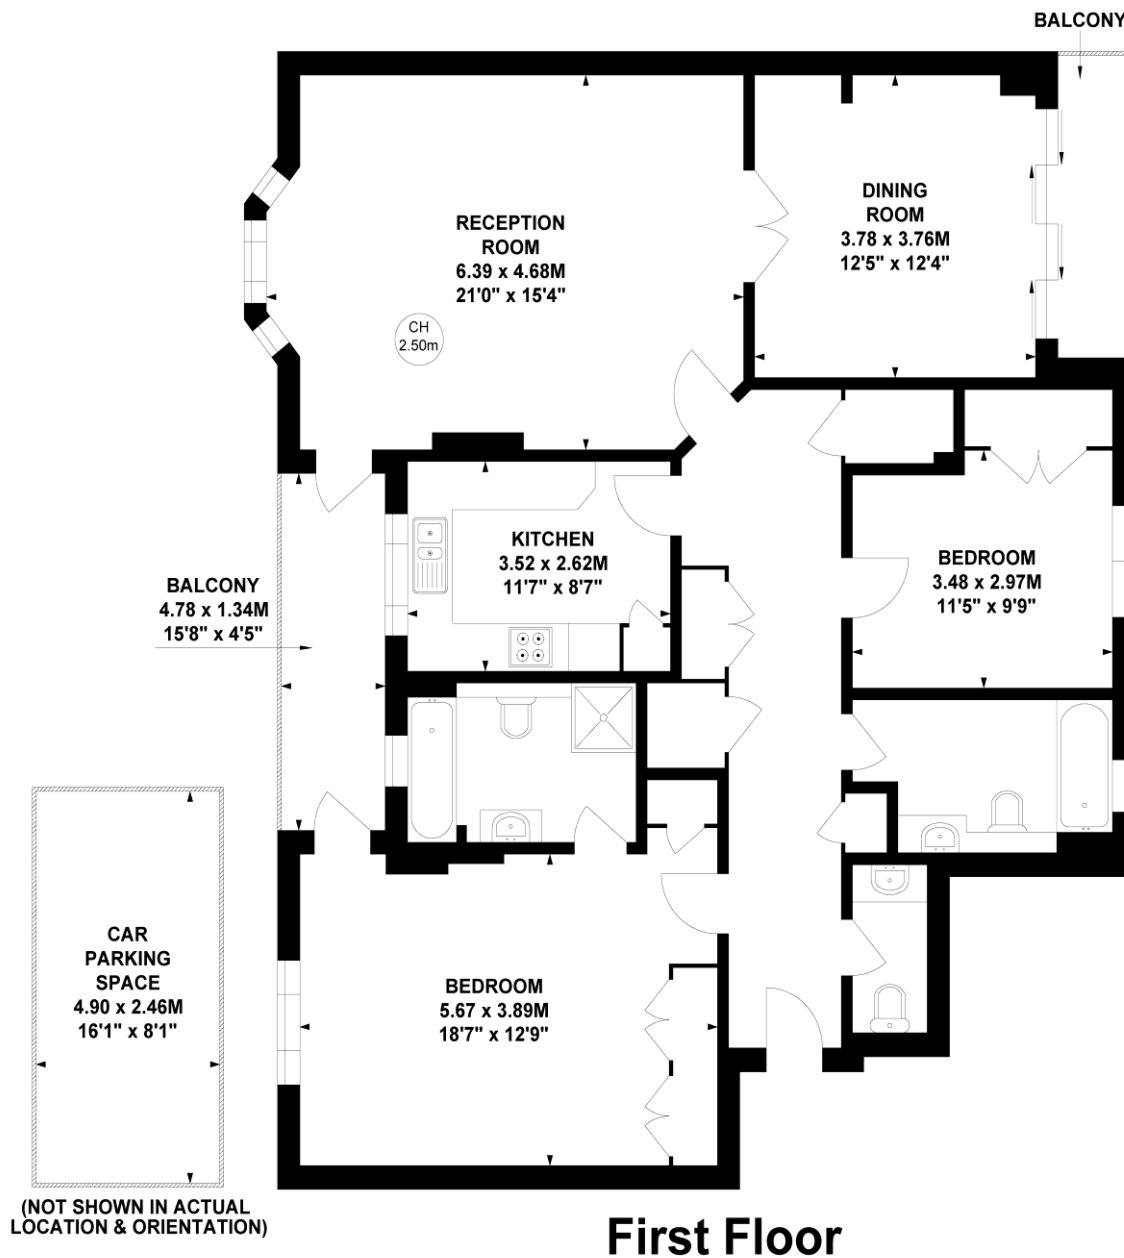 BALCONY
RECEPTION
ROOM
6.39 x 4.68M
21'0" x 15'4"
CH
2.50m
DINING
ROOM
3.78 x 3.76M
12'5" x 12'4"
KITCHEN
3.52 x 2.62M
11'7" x 8'7"
BEDROOM
3.48 x 2.97M
11'5" x 9'9"
BALCONY
4.78 x 1.34M
15'8" x 4'5"
CAR
PARKING
SPACE
4.90 x 2.46M
16'1" x 8'1"
BEDROOM
5.67 x 3.89M
18'7" x 12'9"
(NOT SHOWN IN ACTUAL
LOCATION & ORIENTATION)
First Floor